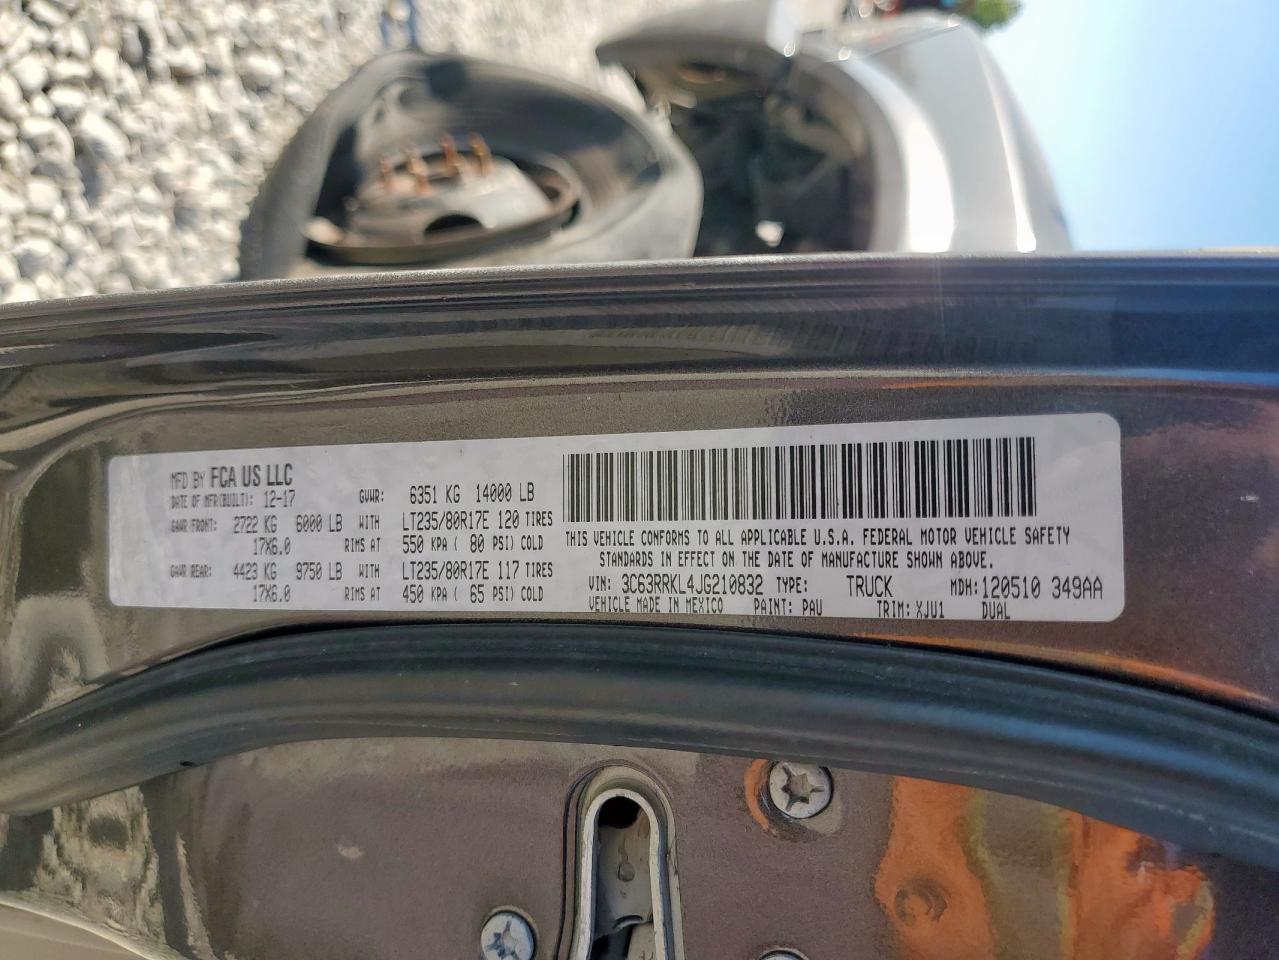 MFD BY FCA US LLC
DATE OF MFR(BUILT): 12-17 GVWR: 6351 KG 14000 LB
GAWR FRONT: 2722 KG 6000 LB WITH LT235/80R17E 120 TIRES
17X6.0 RIMS AT 550 KPA ( 80 PSI) COLD
GAWR REAR: 4423 KG 9750 LB WITH LT235/80R17E 117 TIRES
17X6.0 RIMS AT 450 KPA ( 65 PSI) COLD
THIS VEHICLE CONFORMS TO ALL APPLICABLE U.S.A. FEDERAL MOTOR VEHICLE SAFETY
STANDARDS IN EFFECT ON THE DATE OF MANUFACTURE SHOWN ABOVE.
VIN: 3C63RRKL4JG210832 TYPE: TRUCK MDH: 120510 349AA
VEHICLE MADE IN MEXICO PAINT: PAU TRIM: XJU1 DUAL